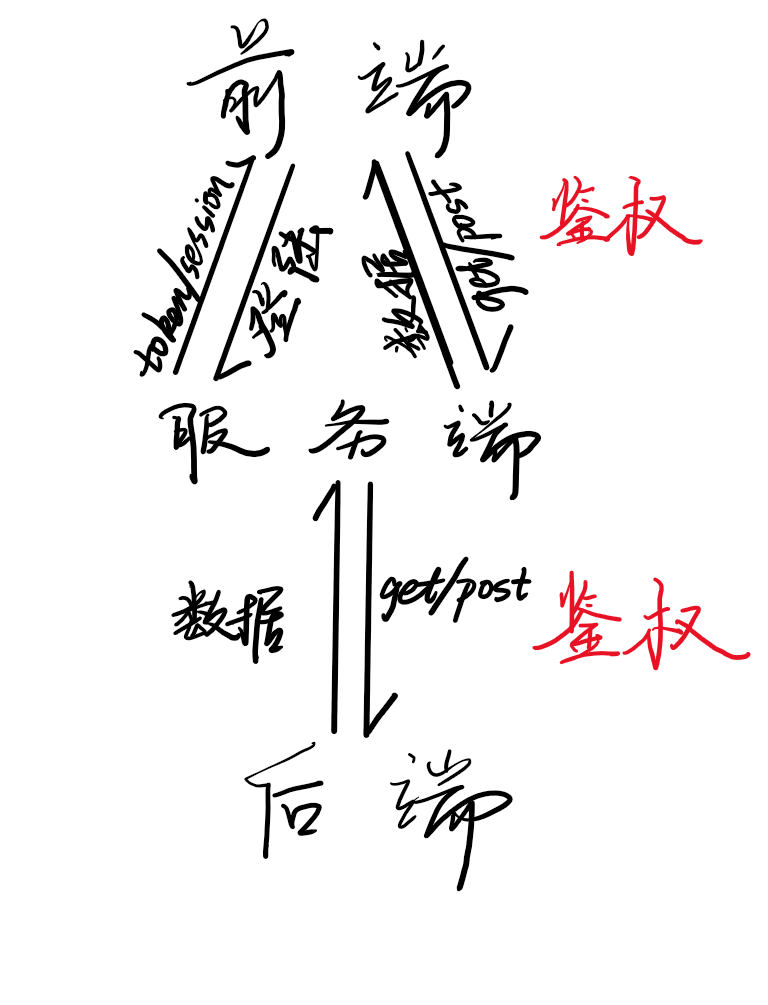 前端
鉴权
token/session
登陆
数据
get/post
服务端
数据
get/post
鉴权
后端